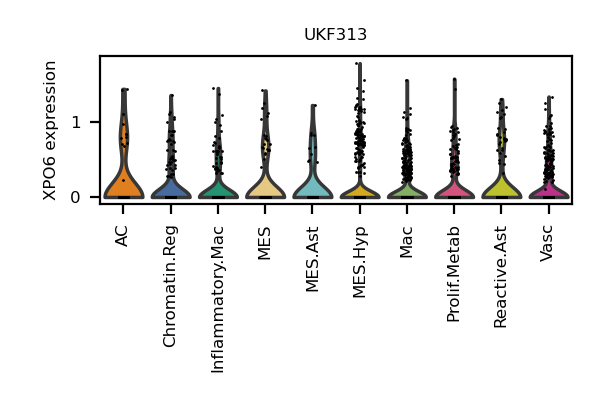 UKF313
XPO6 expression
1
0
AC
Chromatin.Reg
Inflammatory.Mac
MES
MES.Ast
MES.Hyp
Mac
Prolif.Metab
Reactive.Ast
Vasc